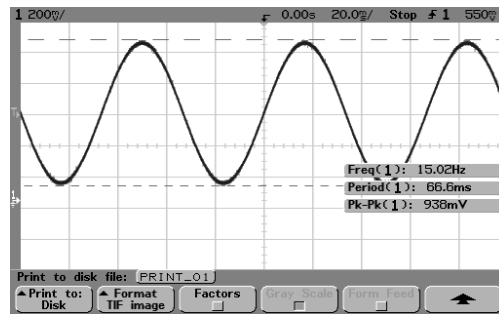 1 200mV/ 0.00s 20.0ms/ Stop 1 550mV
T
1
Freq(1): 15.02Hz
Period(1): 66.6ms
Pk-Pk(1): 938mV
Print to disk file: PRINT_01
Print to: Disk
Format TIF image
Factors
Gray Scale
Form Feed